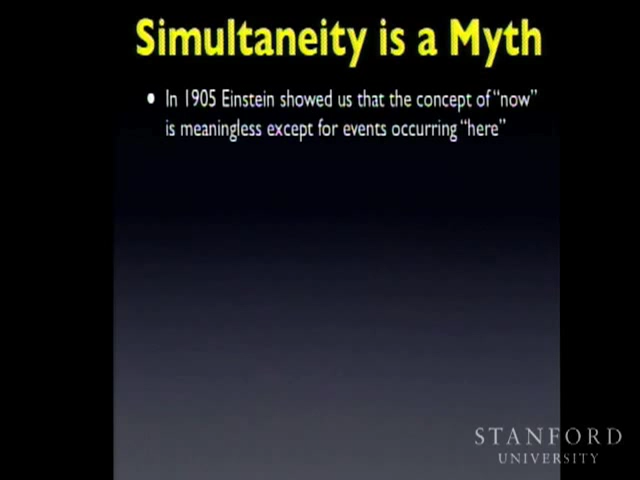 Simultaneity is a Myth
• In 1905 Einstein showed us that the concept of “now”
is meaningless except for events occurring “here”
STANFORD
UNIVERSITY